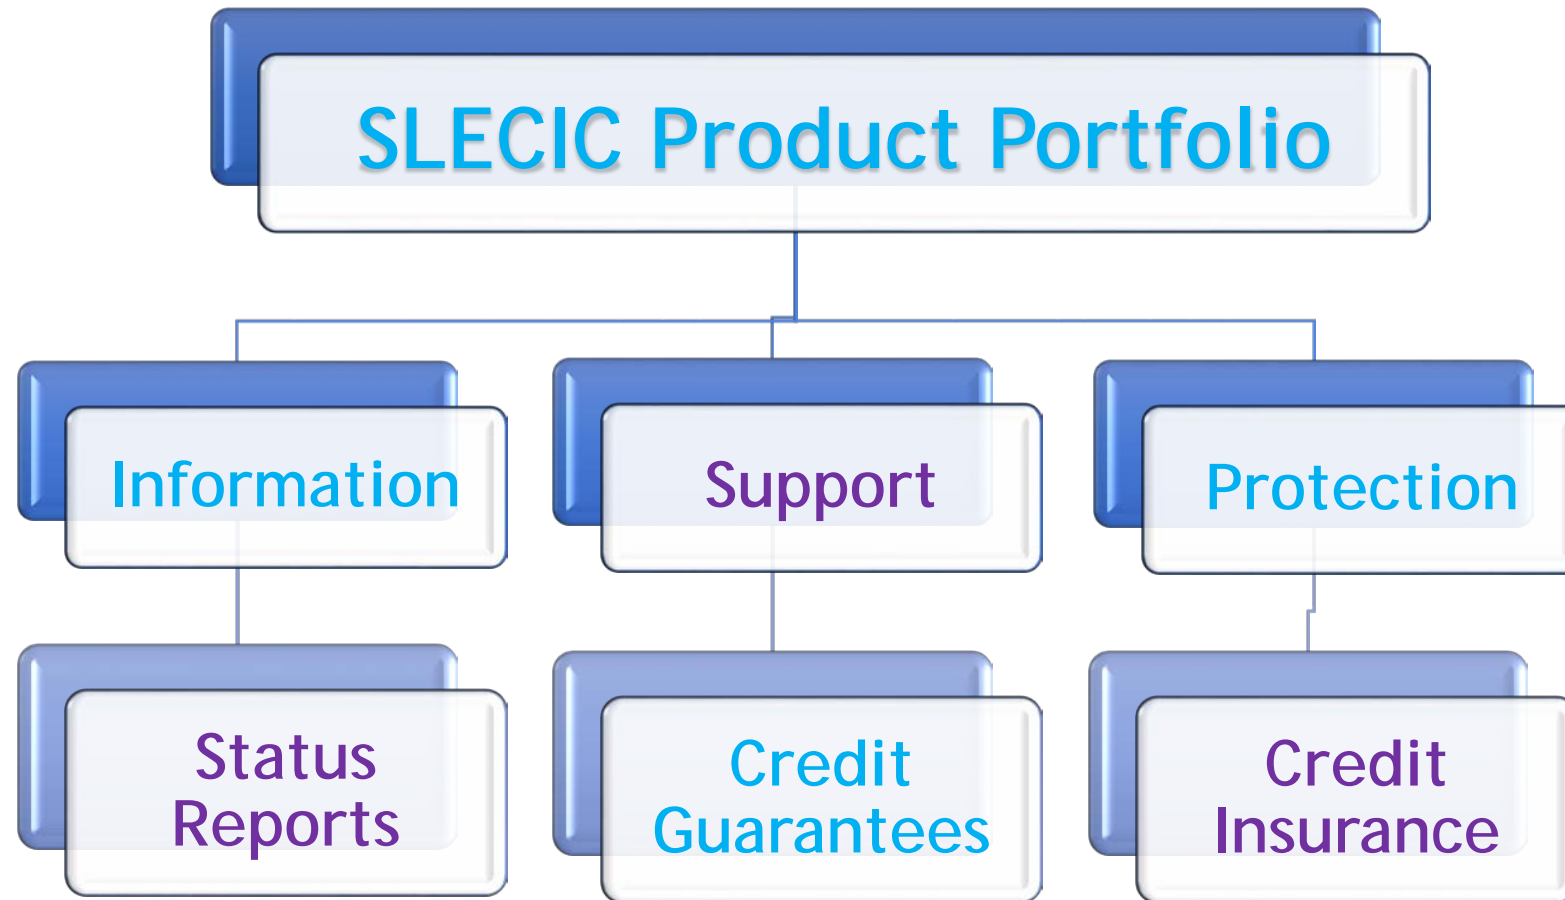 SLECIC Product Portfolio
Information
Support
Protection
Status
Reports
Credit
Guarantees
Credit
Insurance